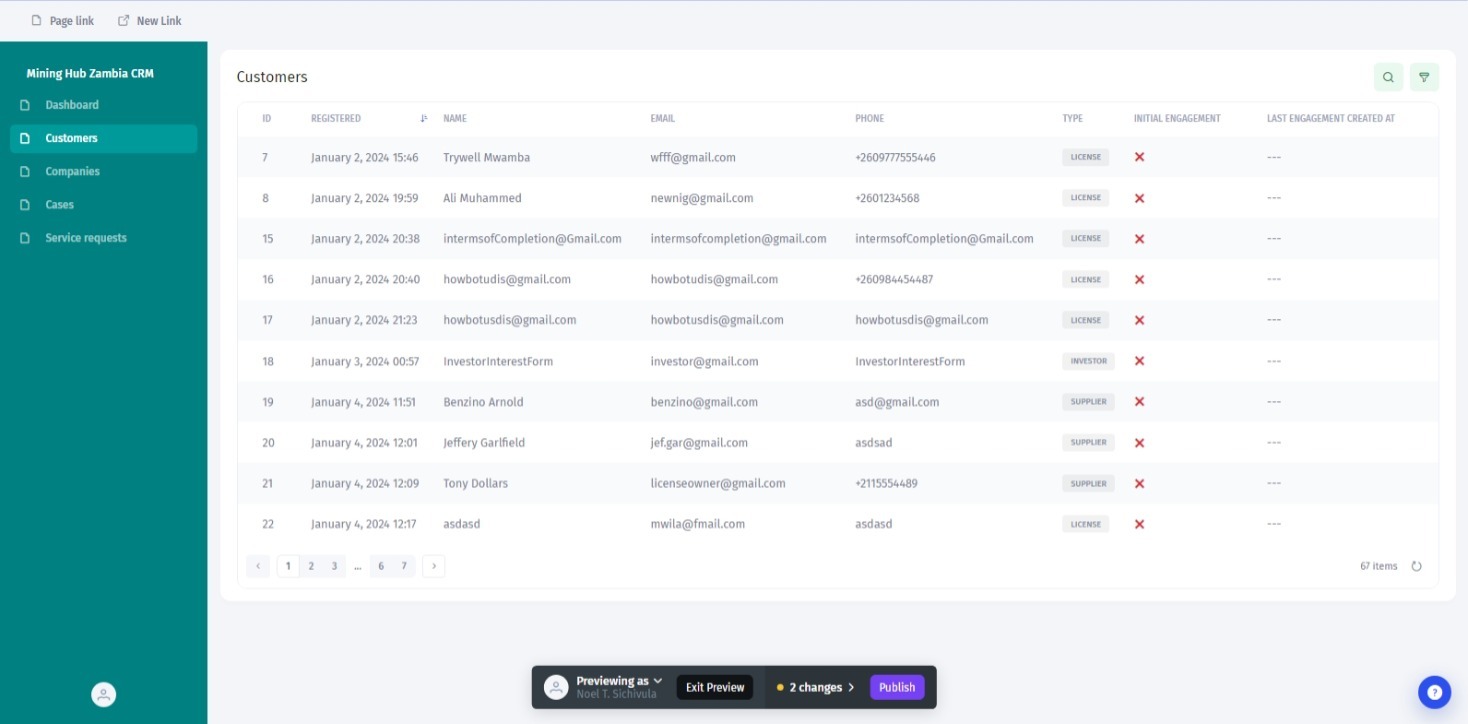 Page link New Link
Mining Hub Zambia CRM
Dashboard
Customers
Companies
Cases
Service requests
Customers
ID REGISTERED NAME EMAIL PHONE TYPE INITIAL ENGAGEMENT LAST ENGAGEMENT CREATED AT
7 January 2, 2024 15:46 Trywell Mwamba wfff@gmail.com +2609777555446 LICENSE ❌ ---
8 January 2, 2024 19:59 Ali Muhammed newnig@gmail.com +2601234568 LICENSE ❌ ---
15 January 2, 2024 20:38 intermsofCompletion@Gmail.com intermsofcompletion@gmail.com intermsofCompletion@Gmail.com LICENSE ❌ ---
16 January 2, 2024 20:40 howbotudis@gmail.com howbotudis@gmail.com +260984454487 LICENSE ❌ ---
17 January 2, 2024 21:23 howbotusdis@gmail.com howbotusdis@gmail.com howbotusdis@gmail.com LICENSE ❌ ---
18 January 3, 2024 00:57 InvestorInterestForm investor@gmail.com InvestorInterestForm INVESTOR ❌ ---
19 January 4, 2024 11:51 Benzino Arnold benzino@gmail.com asd@gmail.com SUPPLIER ❌ ---
20 January 4, 2024 12:01 Jeffery Garlfield jef.gar@gmail.com asdsad SUPPLIER ❌ ---
21 January 4, 2024 12:09 Tony Dollars licenseowner@gmail.com +2115554489 SUPPLIER ❌ ---
22 January 4, 2024 12:17 asdasd mwila@fmail.com asdasd LICENSE ❌ ---
< 1 2 3 ... 6 7 > 67 items
Previewing as Exit Preview 2 changes > Publish
Noel T. Sichivula
?